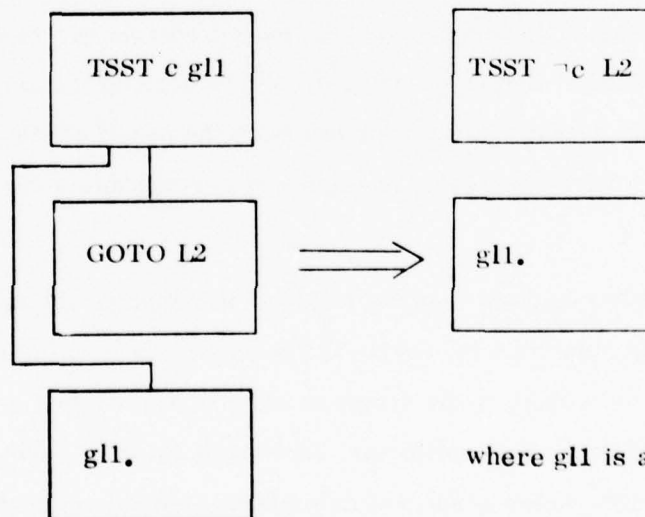 TSST c gl1
TSST ¬c L2
GOTO L2
gl1.
gl1.
where gl1 is a